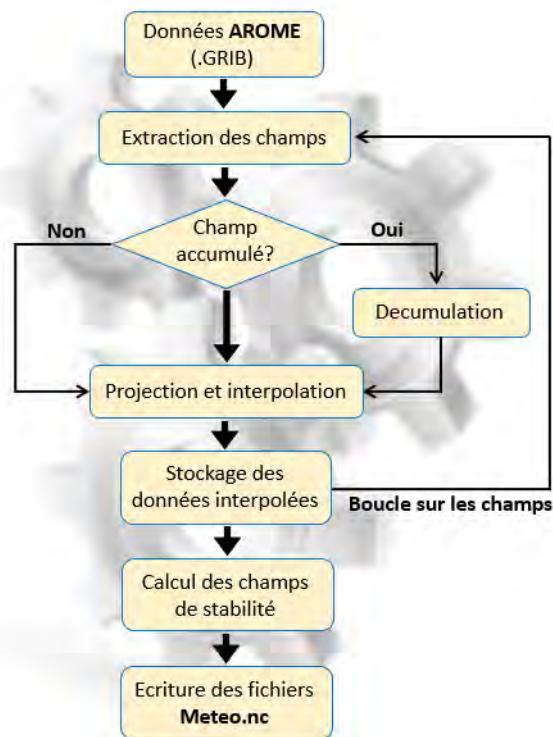 Données AROME
(.GRIB)
Extraction des champs
Champ
accumulé?
Non
Oui
Decumulation
Projection et interpolation
Stockage des
données interpolées
Boucle sur les champs
Calcul des champs
de stabilité
Ecriture des fichiers
Meteo.nc